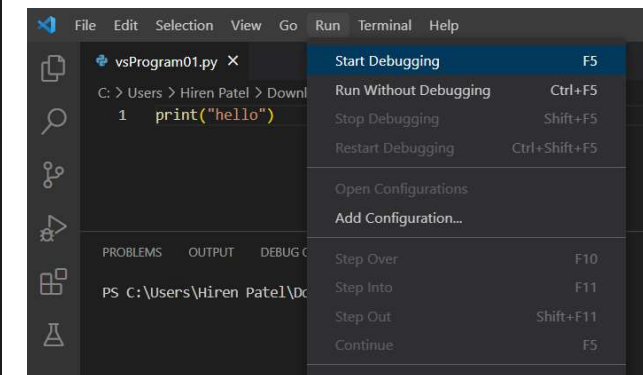 File Edit Selection View Go Run Terminal Help
vsProgram01.py
C: > Users > Hiren Patel >
1 print("hello")
Start Debugging F5
Run Without Debugging Ctrl+F5
Stop Debugging Shift+F5
Restart Debugging Ctrl+Shift+F5
Open Configurations
Add Configuration...
Step Over F10
Step Into F11
Step Out Shift+F11
Continue F5
PROBLEMS OUTPUT DEBUG
PS C:\Users\Hiren Patel\